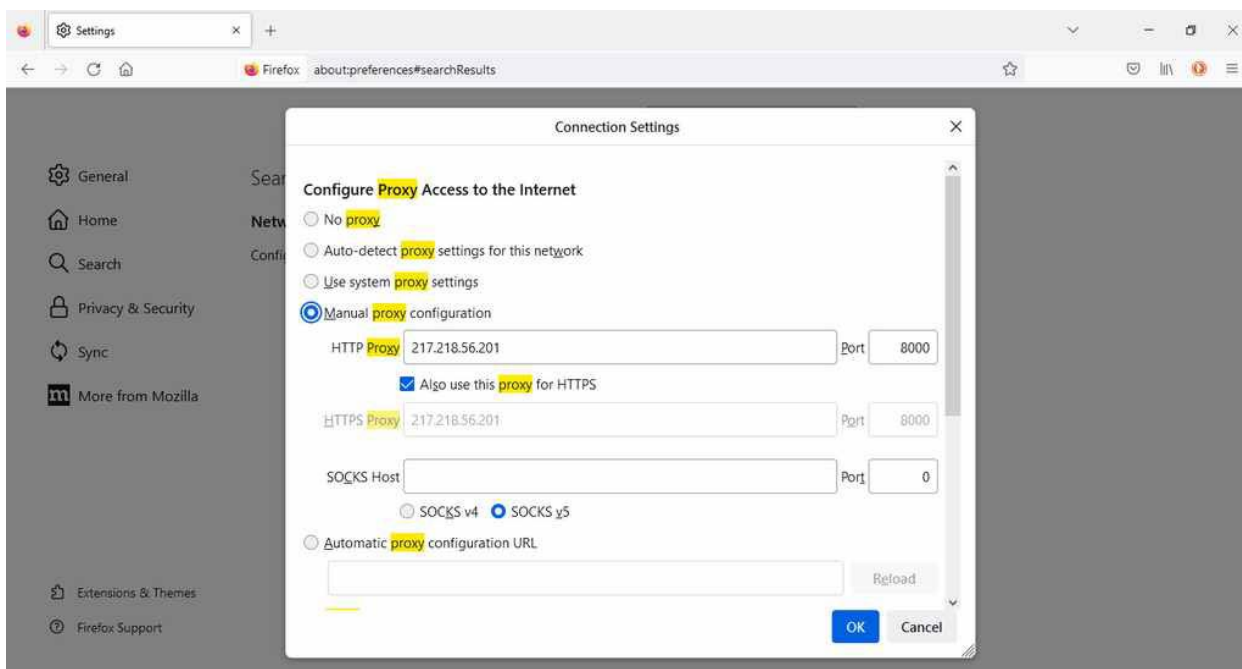 Settings
Firefox about:preferences#searchResults
Connection Settings
General
Home
Search
Privacy & Security
Sync
More from Mozilla
Extensions & Themes
Firefox Support
Sear
Netw
Confi
Configure Proxy Access to the Internet
No proxy
Auto-detect proxy settings for this network
Use system proxy settings
Manual proxy configuration
HTTP Proxy 217.218.56.201 Port 8000
Also use this proxy for HTTPS
HTTPS Proxy 217.218.56.201 Port 8000
SOCKS Host Port 0
SOCKS v4 SOCKS v5
Automatic proxy configuration URL
Reload
OK Cancel